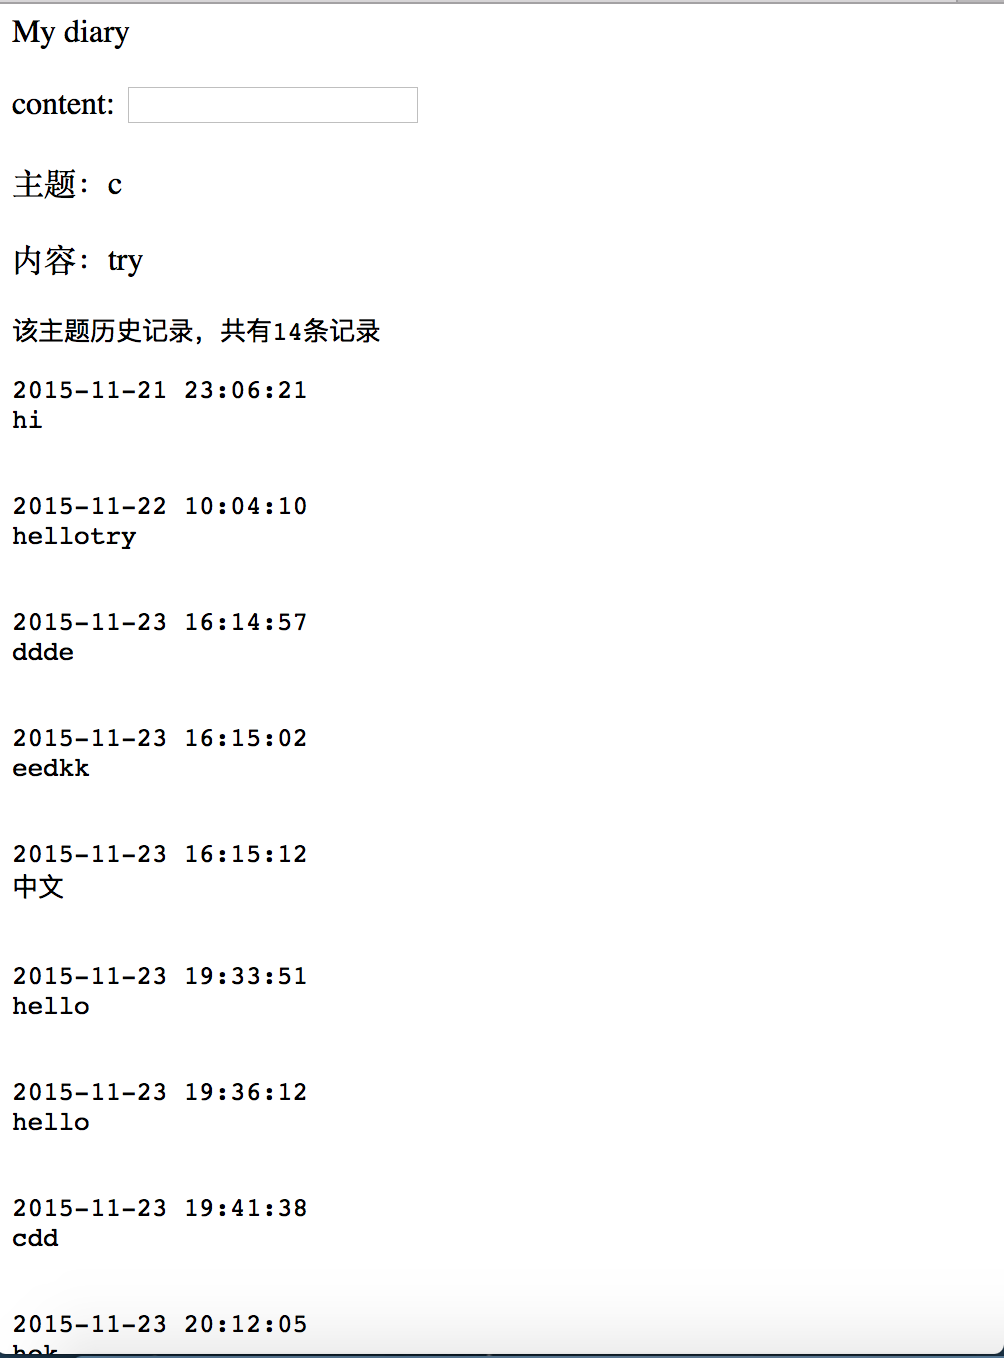 My diary
content:
主题：c
内容：try
该主题历史记录，共有14条记录
2015-11-21 23:06:21
hi
2015-11-22 10:04:10
hellotry
2015-11-23 16:14:57
ddde
2015-11-23 16:15:02
eedkk
2015-11-23 16:15:12
中文
2015-11-23 19:33:51
hello
2015-11-23 19:36:12
hello
2015-11-23 19:41:38
cdd
2015-11-23 20:12:05